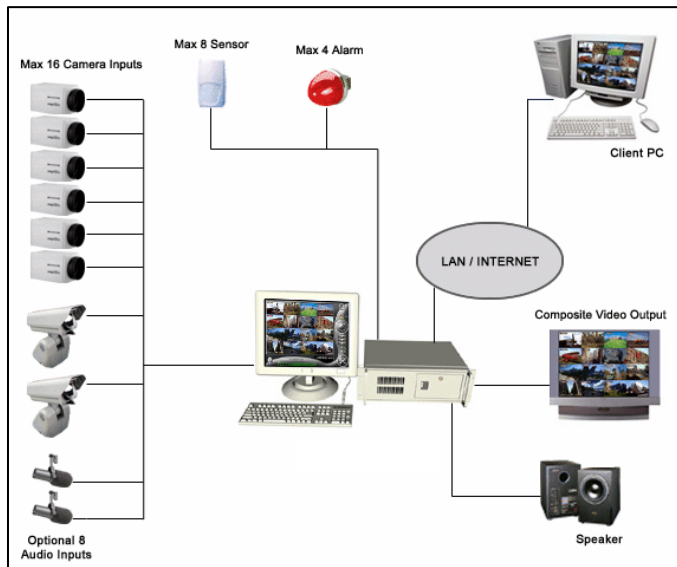 Max 8 Sensor
Max 4 Alarm
Max 16 Camera Inputs
Client PC
LAN / INTERNET
Composite Video Output
Optional 8
Audio Inputs
Speaker